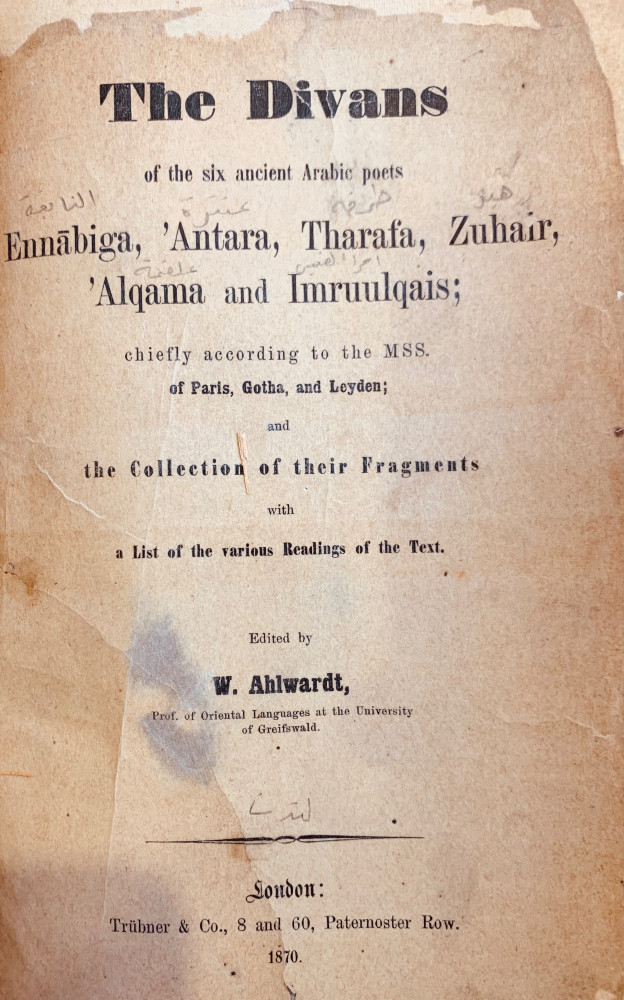 The Divans
of the six ancient Arabic poets
النابغة عنترة طرفة زهير
Ennābiga, 'Antara, Tharafa, Zuhair,
علقمة امرا القيس
'Alqama and Imruulqais;
chiefly according to the MSS.
of Paris, Gotha, and Leyden;
and
the Collection of their Fragments
with
a List of the various Readings of the Text.
Edited by
W. Ahlwardt,
Prof. of Oriental Languages at the University
of Greifswald.
London:
Trübner & Co., 8 and 60, Paternoster Row.
1870.